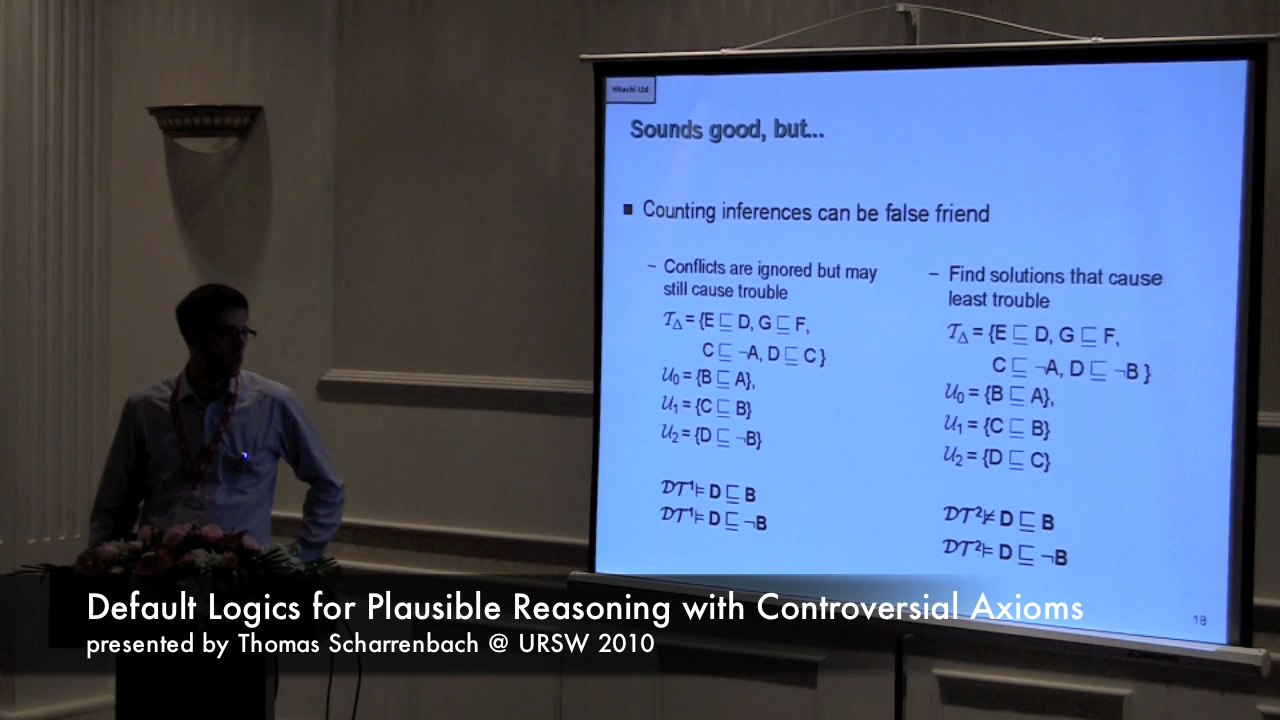 Hitachi Ltd
Sounds good, but...
■ Counting inferences can be false friend
– Conflicts are ignored but may
still cause trouble
𝒯Δ = {E ⊑ D, G ⊑ F,
C ⊑ ¬A, D ⊑ C}
𝒰0 = {B ⊑ A},
𝒰1 = {C ⊑ B}
𝒰2 = {D ⊑ ¬B}
𝒟𝒯¹⊨ D ⊑ B
𝒟𝒯¹⊨ D ⊑ ¬B
– Find solutions that cause
least trouble
𝒯Δ = {E ⊑ D, G ⊑ F,
C ⊑ ¬A, D ⊑ ¬B}
𝒰0 = {B ⊑ A},
𝒰1 = {C ⊑ B}
𝒰2 = {D ⊑ C}
𝒟𝒯²⊭ D ⊑ B
𝒟𝒯²⊨ D ⊑ ¬B
18
Default Logics for Plausible Reasoning with Controversial Axioms
presented by Thomas Scharrenbach @ URSW 2010